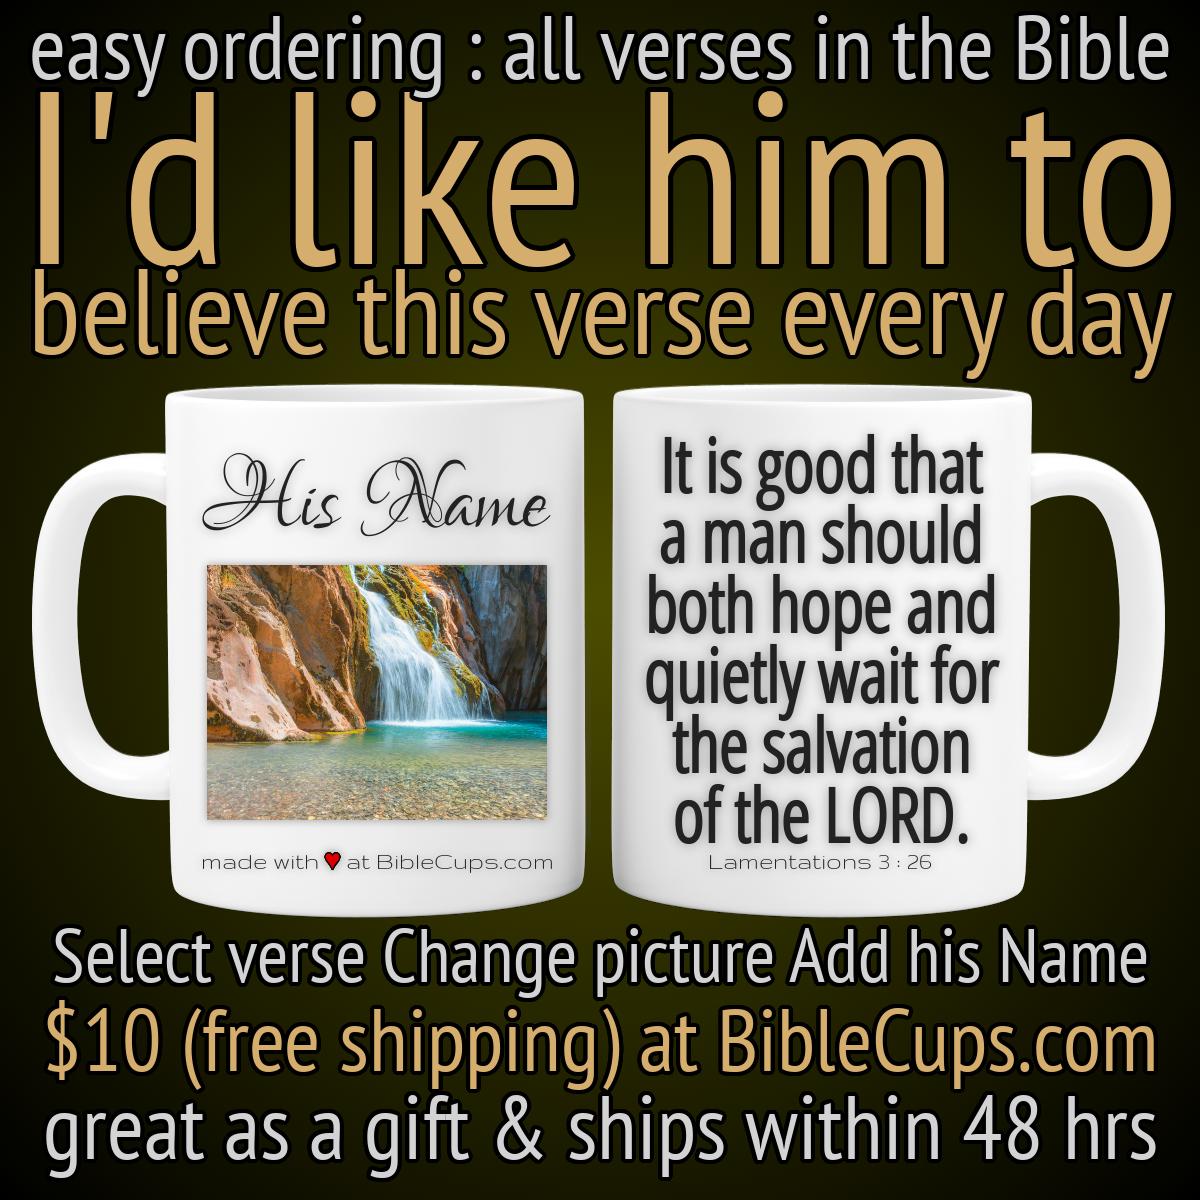 easy ordering : all verses in the Bible
I'd like him to
believe this verse every day
His Name
made with ❤ at BibleCups.com
It is good that
a man should
both hope and
quietly wait for
the salvation
of the LORD.
Lamentations 3 : 26
Select verse Change picture Add his Name
$10 (free shipping) at BibleCups.com
great as a gift & ships within 48 hrs